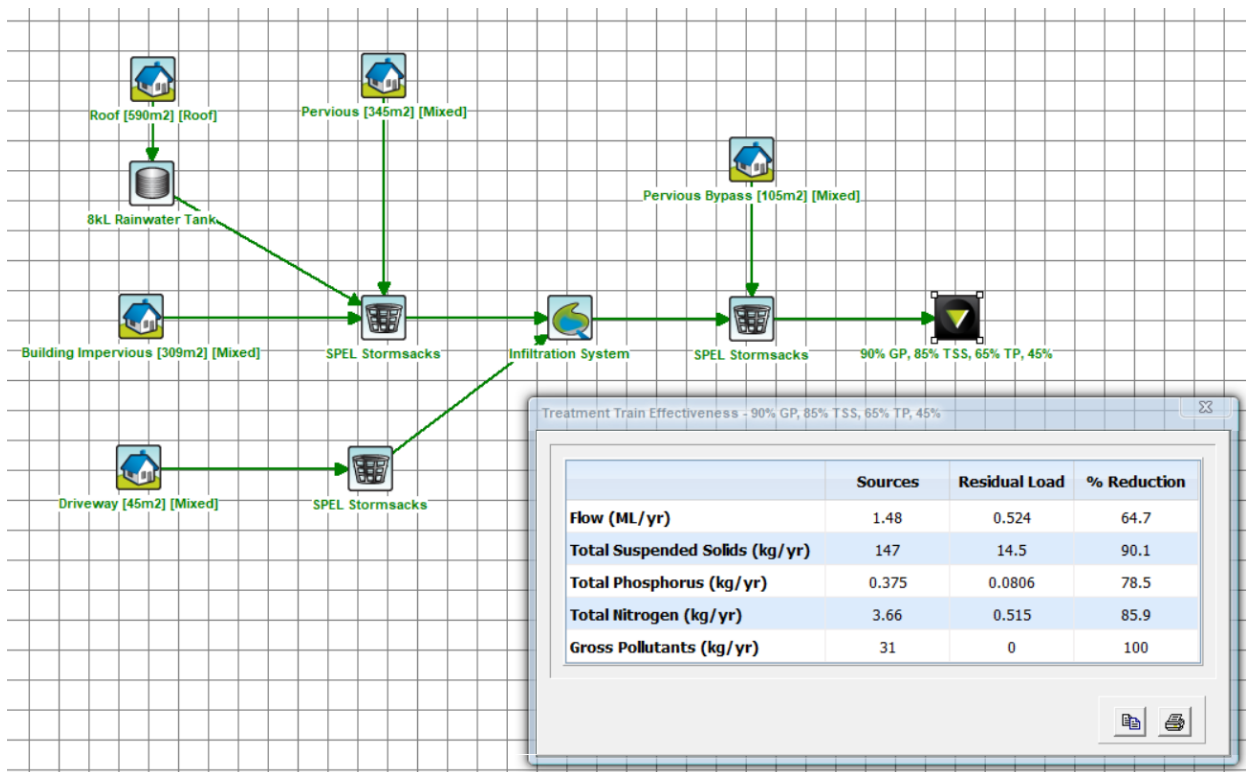 Roof [590m2] [Roof]
Pervious [345m2] [Mixed]
8kL Rainwater Tank
Pervious Bypass [105m2] [Mixed]
Building Impervious [309m2] [Mixed]
SPEL Stormsacks
Infiltration System
SPEL Stormsacks
90% GP, 85% TSS, 65% TP, 45%
Driveway [45m2] [Mixed]
SPEL Stormsacks
Treatment Train Effectiveness - 90% GP, 85% TSS, 65% TP, 45%
Sources Residual Load % Reduction
Flow (ML/yr) 1.48 0.524 64.7
Total Suspended Solids (kg/yr) 147 14.5 90.1
Total Phosphorus (kg/yr) 0.375 0.0806 78.5
Total Nitrogen (kg/yr) 3.66 0.515 85.9
Gross Pollutants (kg/yr) 31 0 100